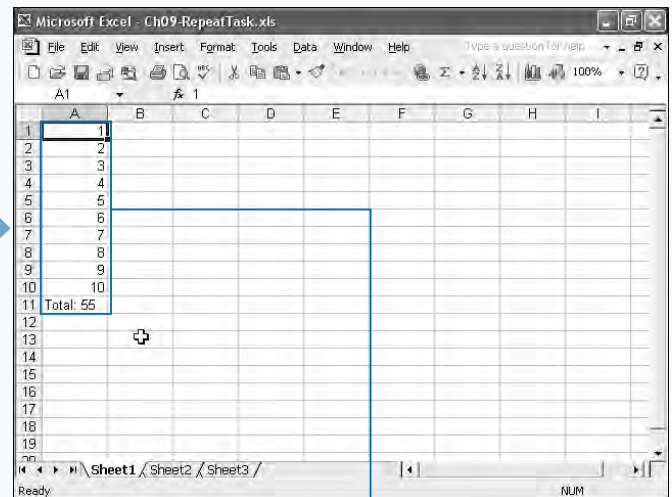 Microsoft Excel - Ch09-RepeatTask.xls
File Edit View Insert Format Tools Data Window Help Type a question for help
100%
A1 fx 1
A B C D E F G H I
1 1
2 2
3 3
4 4
5 5
6 6
7 7
8 8
9 9
10 10
11 Total: 55
12
13
14
15
16
17
18
19
20
Sheet1 Sheet2 Sheet3
Ready NUM